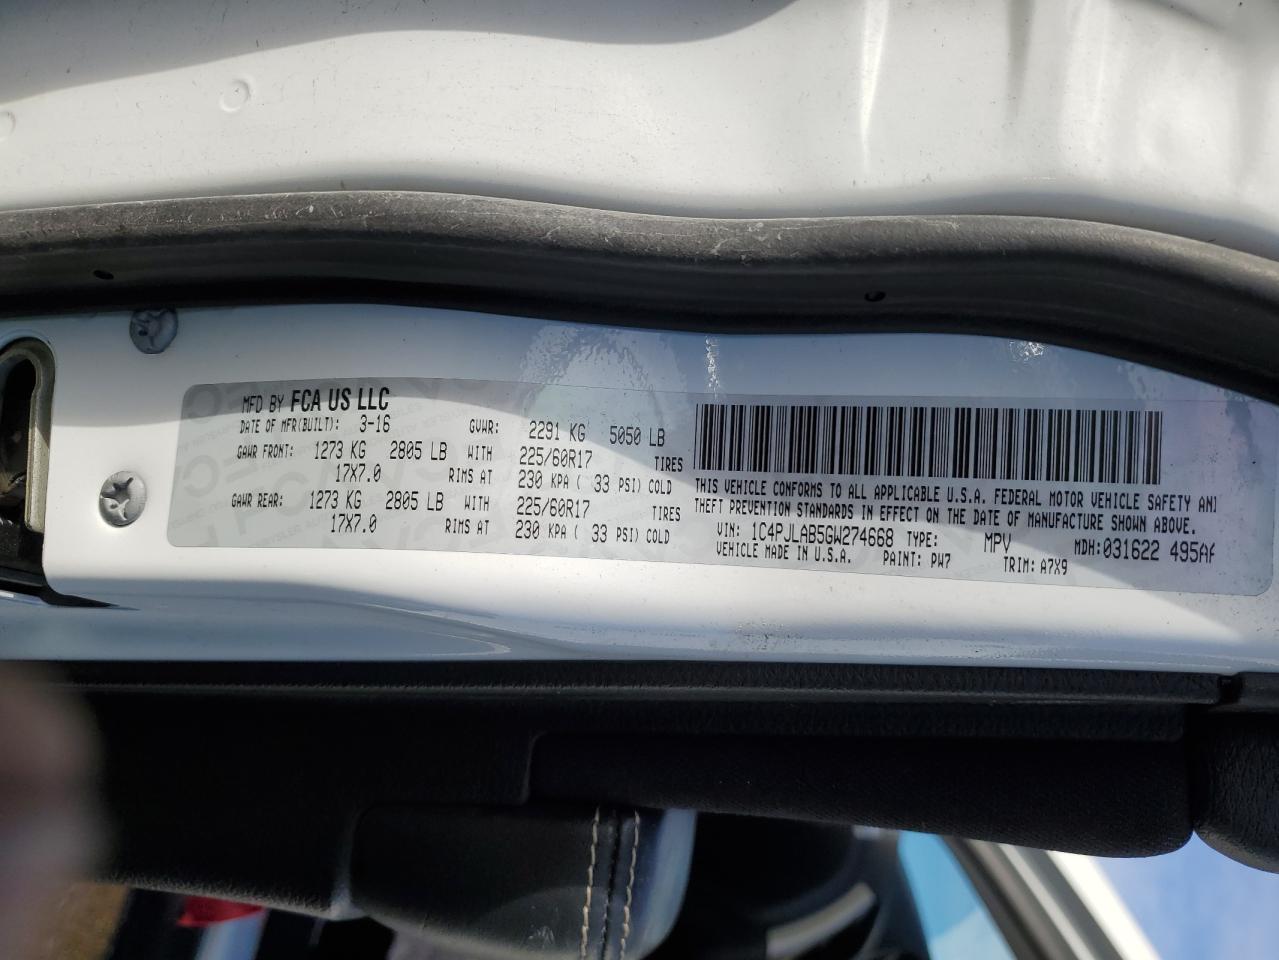 MFD BY FCA US LLC
DATE OF MFR(BUILT): 3-16 GVWR: 2291 KG 5050 LB
GAWR FRONT: 1273 KG 2805 LB WITH 225/60R17 TIRES
17X7.0 RIMS AT 230 KPA ( 33 PSI) COLD
GAWR REAR: 1273 KG 2805 LB WITH 225/60R17 TIRES
17X7.0 RIMS AT 230 KPA ( 33 PSI) COLD
THIS VEHICLE CONFORMS TO ALL APPLICABLE U.S.A. FEDERAL MOTOR VEHICLE SAFETY
THEFT PREVENTION STANDARDS IN EFFECT ON THE DATE OF MANUFACTURE SHOWN ABOVE.
VIN: 1C4PJLAB5GW274668 TYPE: MPV MDH: 031622 495AA
VEHICLE MADE IN U.S.A. PAINT: PW7 TRIM: A7X9